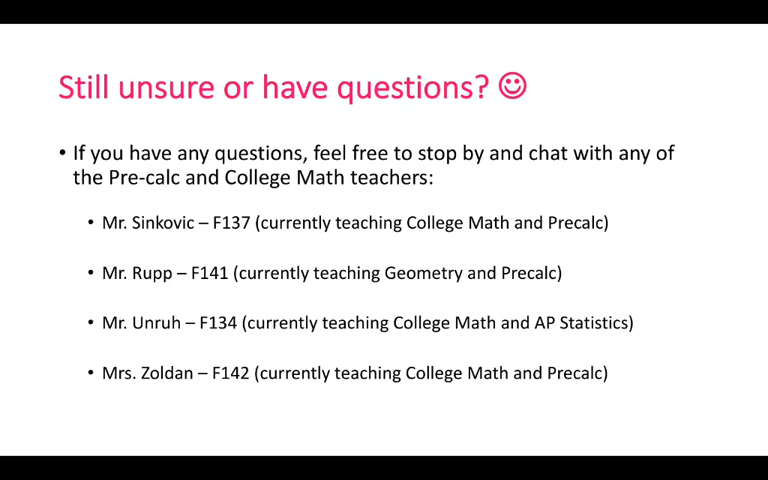 Still unsure or have questions? ☺
• If you have any questions, feel free to stop by and chat with any of
the Pre-calc and College Math teachers:
• Mr. Sinkovic – F137 (currently teaching College Math and Precalc)
• Mr. Rupp – F141 (currently teaching Geometry and Precalc)
• Mr. Unruh – F134 (currently teaching College Math and AP Statistics)
• Mrs. Zoldan – F142 (currently teaching College Math and Precalc)